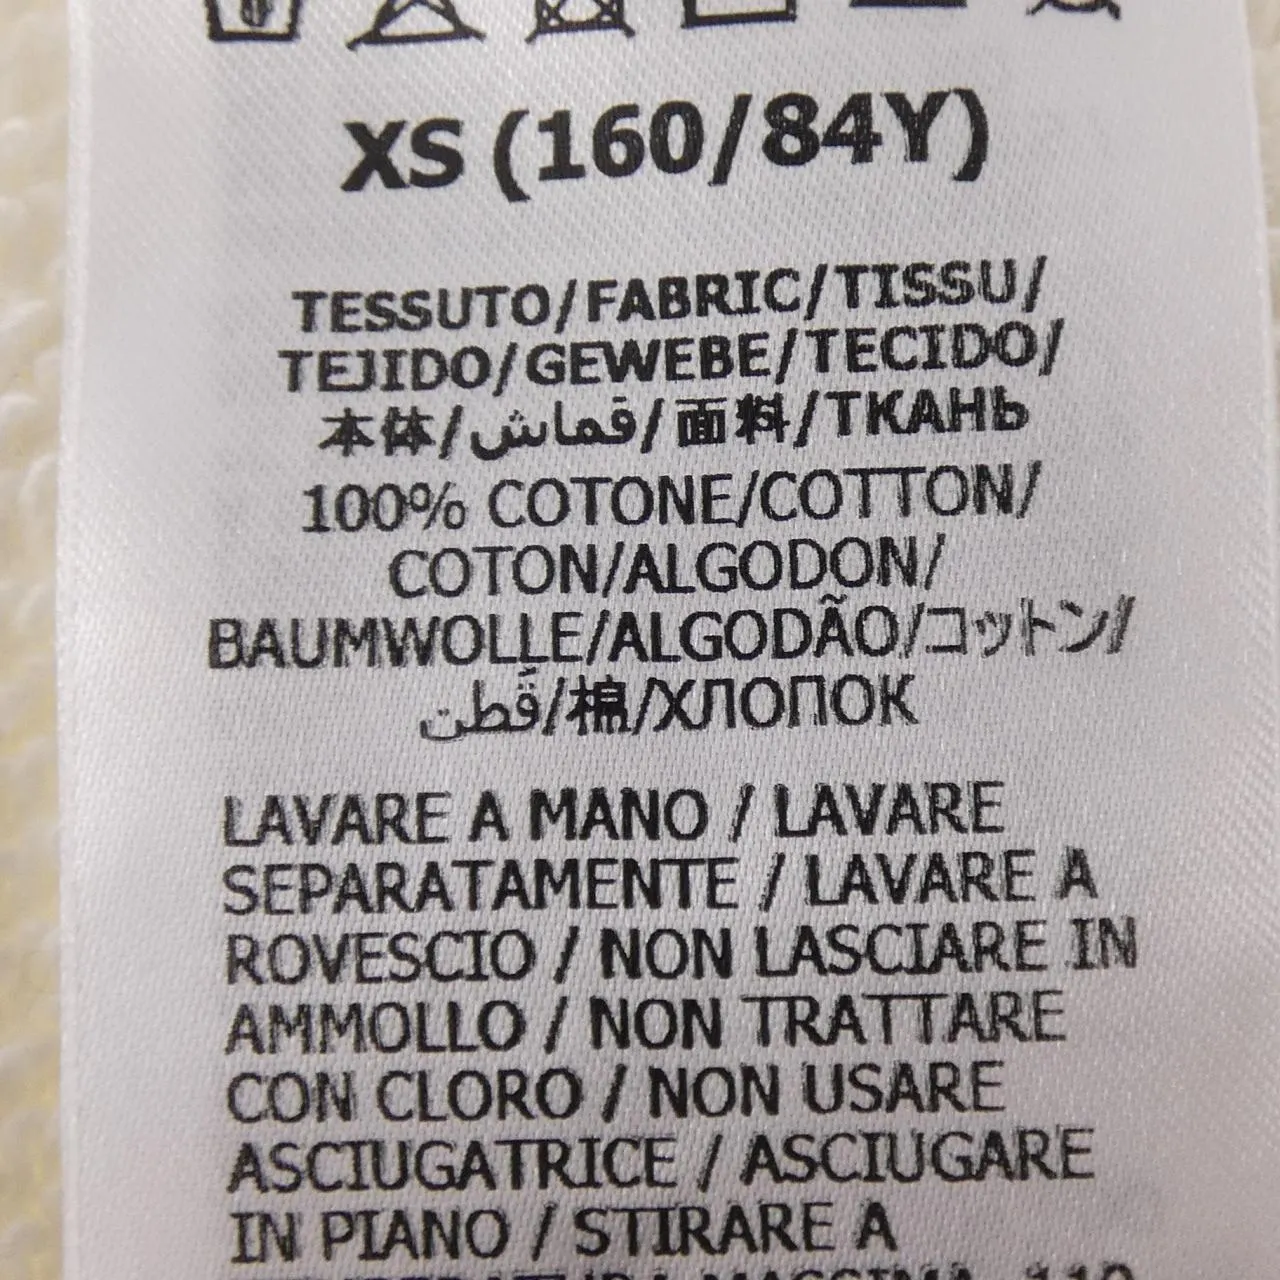 XS (160/84Y)
TESSUTO/FABRIC/TISSU/
TEJIDO/GEWEBE/TECIDO/
本体/قماش/面料/ТКАНЬ
100% COTONE/COTTON/
COTON/ALGODON/
BAUMWOLLE/ALGODÃO/コットン/
قُطن/棉/ХЛОПОК
LAVARE A MANO / LAVARE
SEPARATAMENTE / LAVARE A
ROVESCIO / NON LASCIARE IN
AMMOLLO / NON TRATTARE
CON CLORO / NON USARE
ASCIUGATRICE / ASCIUGARE
IN PIANO / STIRARE A